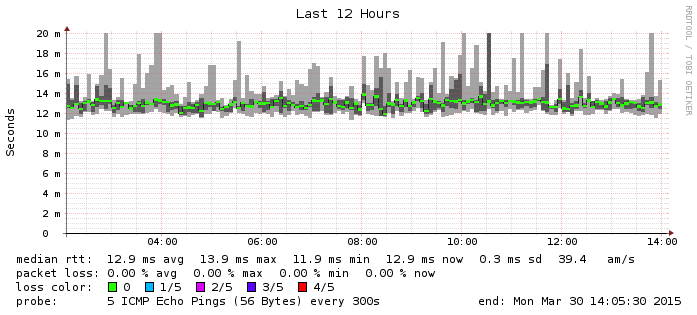 Last 12 Hours
RRDTOOL / TOBI OETIKER
Seconds
20 m
18 m
16 m
14 m
12 m
10 m
8 m
6 m
4 m
2 m
0
04:00 06:00 08:00 10:00 12:00 14:00
median rtt: 12.9 ms avg 13.9 ms max 11.9 ms min 12.9 ms now 0.3 ms sd 39.4 am/s
packet loss: 0.00 % avg 0.00 % max 0.00 % min 0.00 % now
loss color: 0 1/5 2/5 3/5 4/5
probe: 5 ICMP Echo Pings (56 Bytes) every 300s end: Mon Mar 30 14:05:30 2015